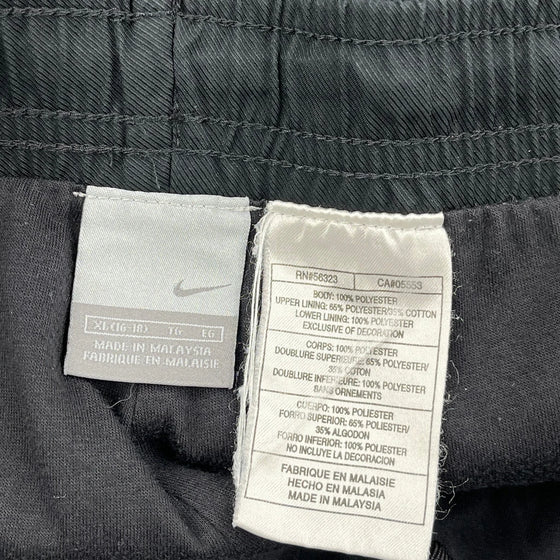 XL(16-18) TG EG
MADE IN MALAYSIA
FABRIQUE EN MALAISIE
RN#56323 CA#05553
BODY: 100% POLYESTER
UPPER LINING: 65% POLYESTER/35% COTTON
LOWER LINING: 100% POLYESTER
EXCLUSIVE OF DECORATION
CORPS: 100% POLYESTER
DOUBLURE SUPERIEURE: 65% POLYESTER/
35% COTON
DOUBLURE INFERIEURE: 100% POLYESTER
SANS ORNEMENTS
CUERPO: 100% POLIESTER
FORRO SUPERIOR: 65% POLIESTER/
35% ALGODON
FORRO INFERIOR: 100% POLIESTER
NO INCLUYE LA DECORACION
FABRIQUE EN MALAISIE
HECHO EN MALASIA
MADE IN MALAYSIA